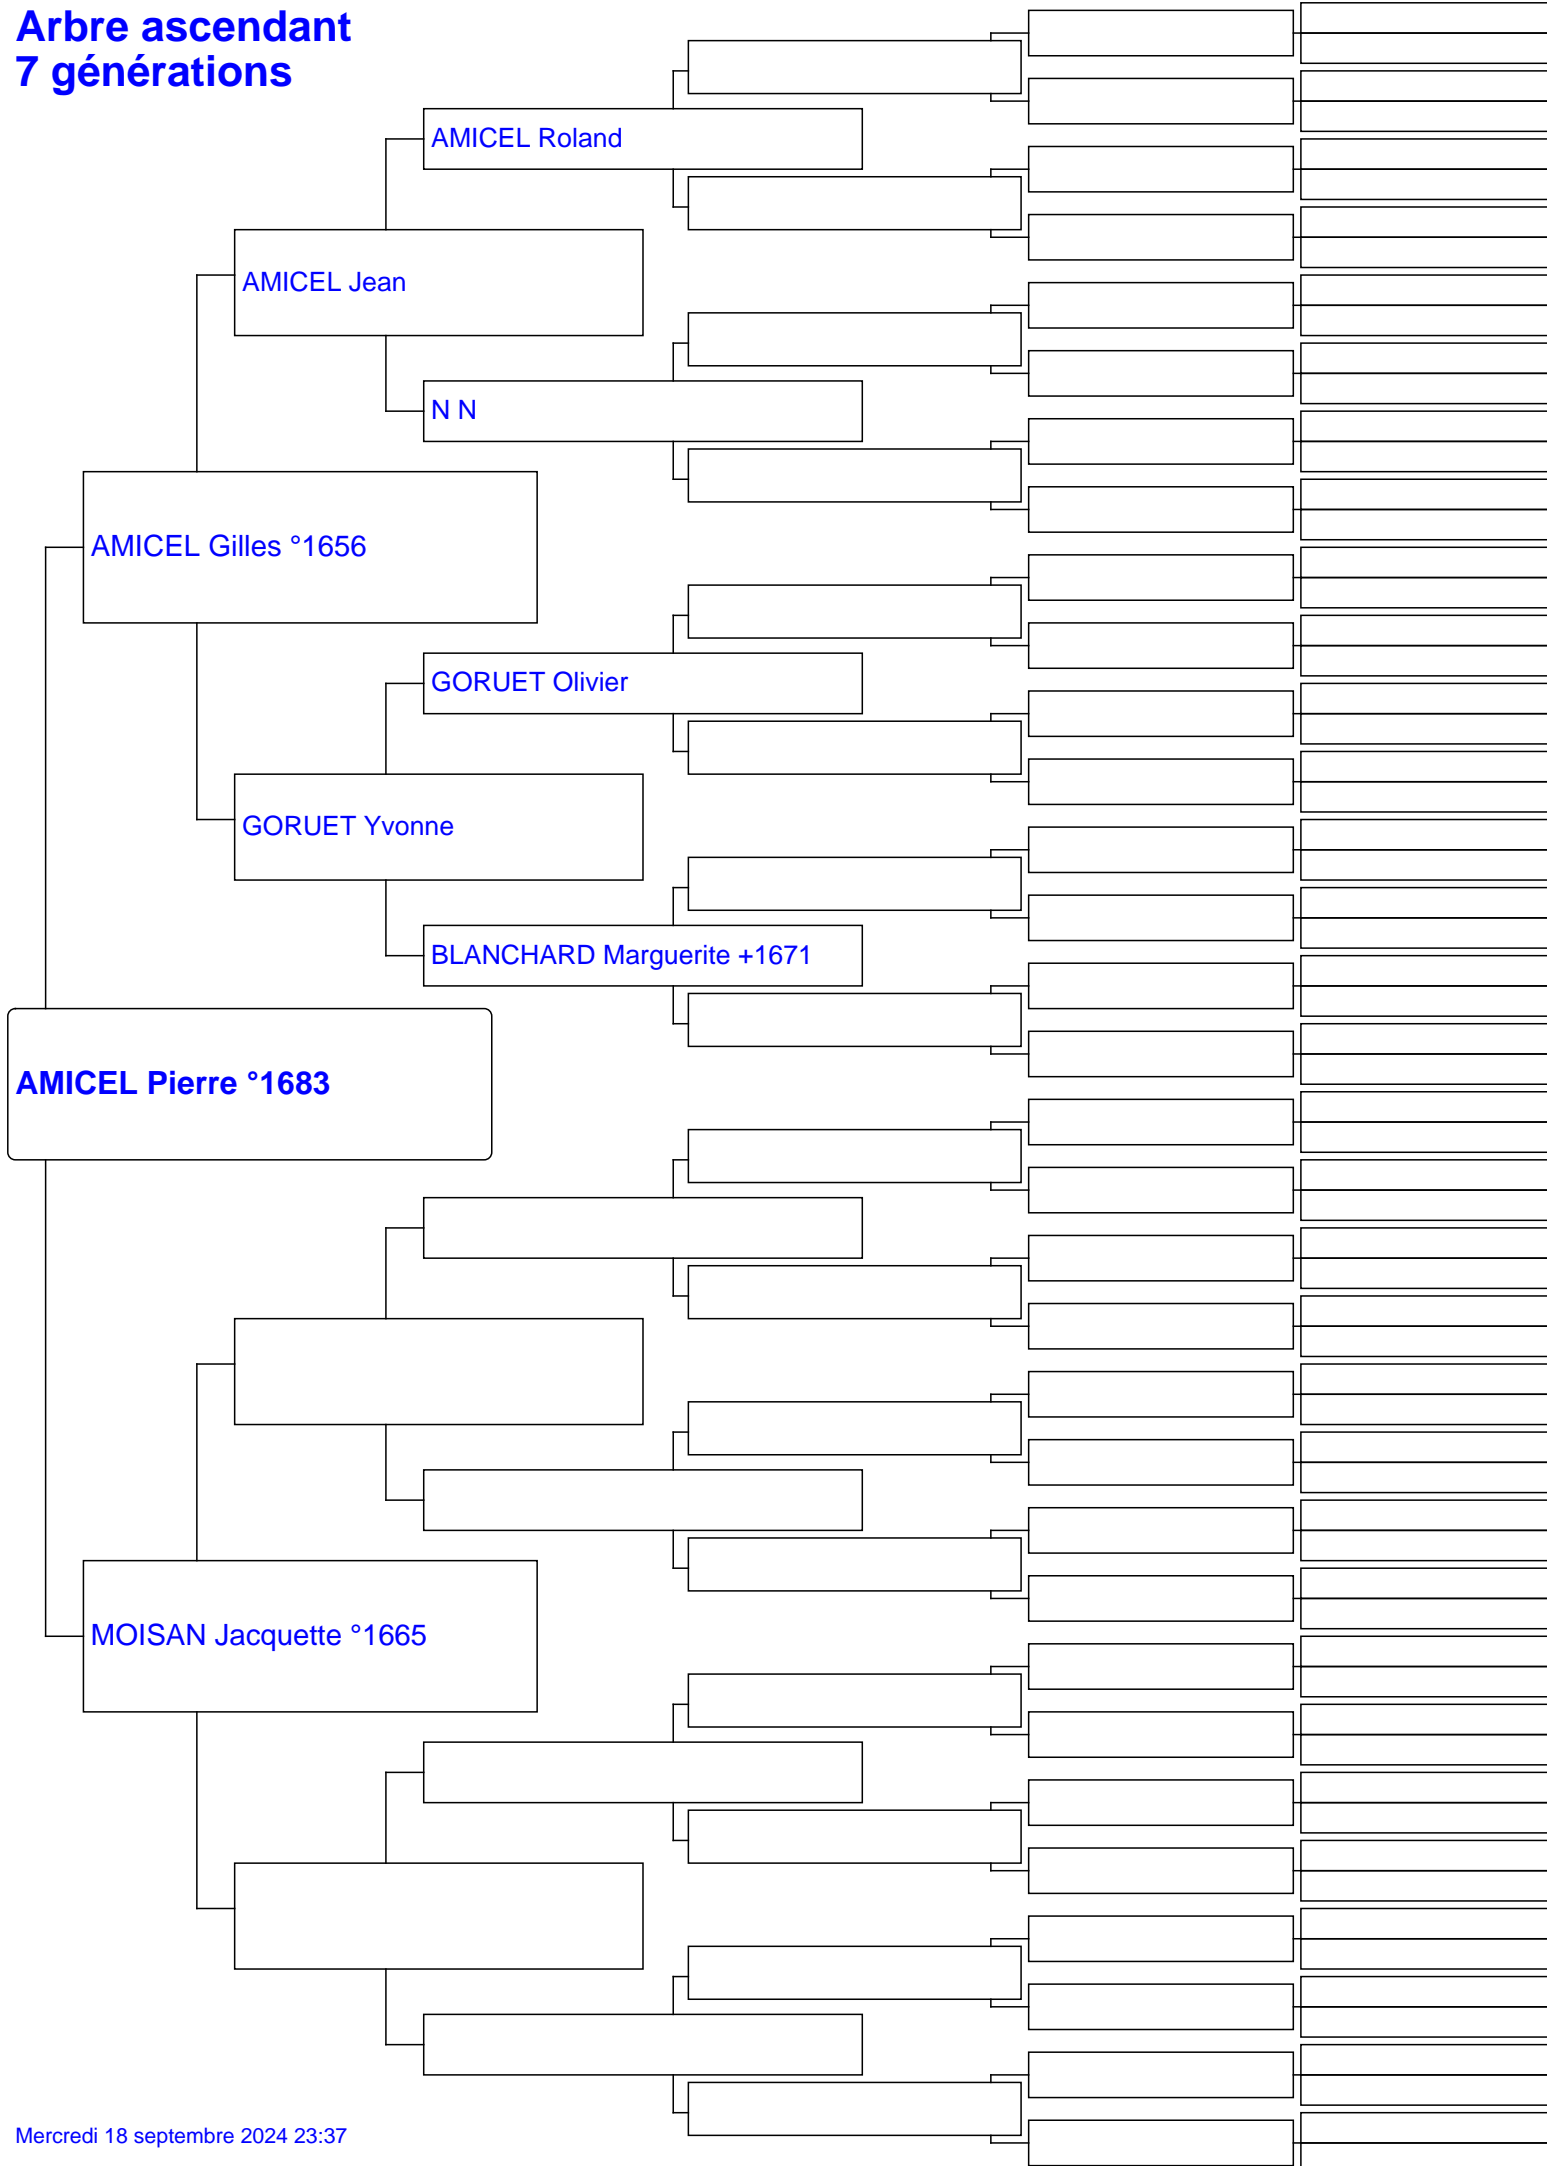 Arbre ascendant
7 générations
AMICEL Roland
AMICEL Jean
N N
AMICEL Gilles °1656
GORUET Olivier
GORUET Yvonne
BLANCHARD Marguerite +1671
AMICEL Pierre °1683
MOISAN Jacquette °1665
Mercredi 18 septembre 2024 23:37